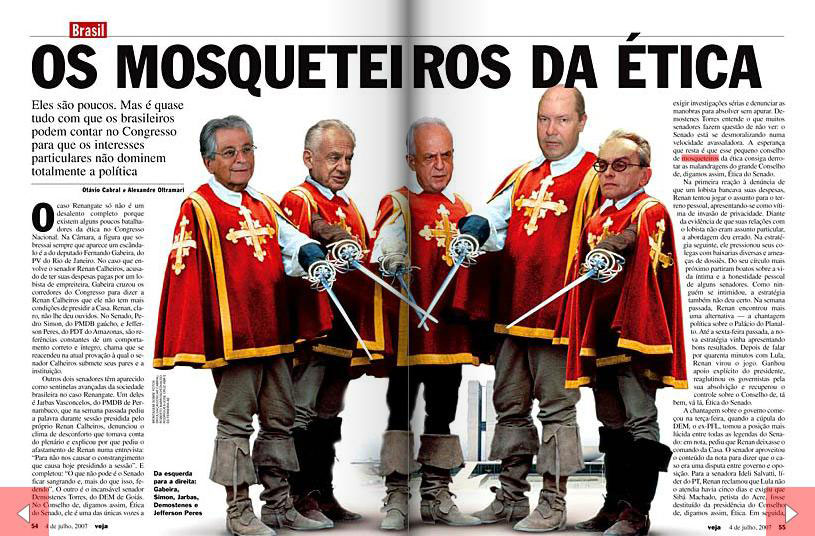 Brasil
OS MOSQUETEIROS DA ÉTICA
Eles são poucos. Mas é quase
tudo com que os brasileiros
podem contar no Congresso
para que os interesses
particulares não dominem
totalmente a política
Otávio Cabral e Alexandre Oltramari
O caso Renangate só não é um
desalento completo porque
existem alguns poucos batalha-
dores da ética no Congresso
Nacional. Na Câmara, a figura que so-
bressai sempre que aparece um escânda-
lo é a do deputado Fernando Gabeira, do
PV do Rio de Janeiro. No caso que en-
volve o senador Renan Calheiros, acusa-
do de ter suas despesas pagas por um lo-
bista de empreiteira, Gabeira cruzou os
corredores do Congresso para dizer a
Renan Calheiros que ele não tem mais
condições de presidir a Casa. Renan, cla-
ro, não lhe deu ouvidos. No Senado, Pe-
dro Simon, do PMDB gaúcho, e Jeffer-
son Peres, do PDT do Amazonas, são re-
ferências constantes de um comporta-
mento correto e íntegro, chama que se
reacendeu na atual provação à qual o se-
nador Calheiros submete seus pares e a
instituição.
Outros dois senadores têm aparecido
como sentinelas avançadas da sociedade
brasileira no caso Renangate. Um deles
é Jarbas Vasconcelos, do PMDB de Per-
nambuco, que na semana passada pediu
a palavra durante sessão presidida pelo
próprio Renan Calheiros, denunciou o
clima de desconforto que tomava conta
do plenário e explicou por que pediu o
afastamento de Renan numa entrevista:
"Para não nos causar o constrangimento
que causa hoje presidindo a sessão". E
completou: "O que não pode é o Senado
ficar sangrando e, mais do que isso, fe-
dendo". O outro é o incansável senador
Demostenes Torres, do DEM de Goiás.
No Conselho de, digamos assim, Ética
do Senado, ele é uma das únicas vozes a
Da esquerda
para a direita:
Gabeira,
Simon, Jarbas,
Demostenes e
Jefferson Peres
54 4 de julho, 2007 veja
exigir investigações sérias e denunciar as
manobras para absolver sem apurar. De-
mostenes Torres entende o que muitos
senadores fazem questão de não ver: o
Senado está se desmoralizando numa
velocidade avassaladora. A esperança
que resta é que esse pequeno conselho
de mosqueteiros da ética consiga derro-
tar as malandragens do grande Conselho
de, digamos assim, Ética do Senado.
Na primeira reação à denúncia de
que um lobista bancava suas despesas,
Renan tentou jogar o assunto para o ter-
reno pessoal, apresentando-se como víti-
ma de invasão de privacidade. Diante
da evidência de que suas relações com
o lobista não eram assunto particular,
a abordagem deu errado. Na estraté-
gia seguinte, ele pressionou seus co-
legas com baixarias diversas e amea-
ças de dossiês. Do seu círculo mais
próximo partiram boatos sobre a vi-
da íntima e a honestidade pessoal
de alguns senadores. Como nin-
guém se intimidou, a estratégia
também não deu certo. Na semana
passada, Renan encontrou mais
uma alternativa — a chantagem
política sobre o Palácio do Planal-
to. Até a sexta-feira passada, a no-
va estratégia vinha apresentando
bons resultados. Depois de falar
por quarenta minutos com Lula,
Renan virou o jogo. Ganhou
apoio explícito do presidente,
reaglutinou os governistas pela
sua absolvição e recuperou o
controle sobre o Conselho de, tá
bem, vá lá, Ética do Senado.
A chantagem sobre o governo come-
çou na terça-feira, quando a cúpula do
DEM, o ex-PFL, tomou a posição mais
lúcida entre todas as legendas do Sena-
do: em nota, pediu que Renan deixasse o
comando da Casa. O senador aproveitou
o conteúdo da nota para dizer que o ca-
so era uma disputa entre governo e opo-
sição. Para a senadora Ideli Salvatti, lí-
der do PT, Renan reclamou que Lula não
o atendia havia cinco dias e exigiu que
Sibá Machado, petista do Acre, fosse
destituído da presidência do Conselho
de, digamos assim, Ética. Em seguida,
veja 4 de julho, 2007 55